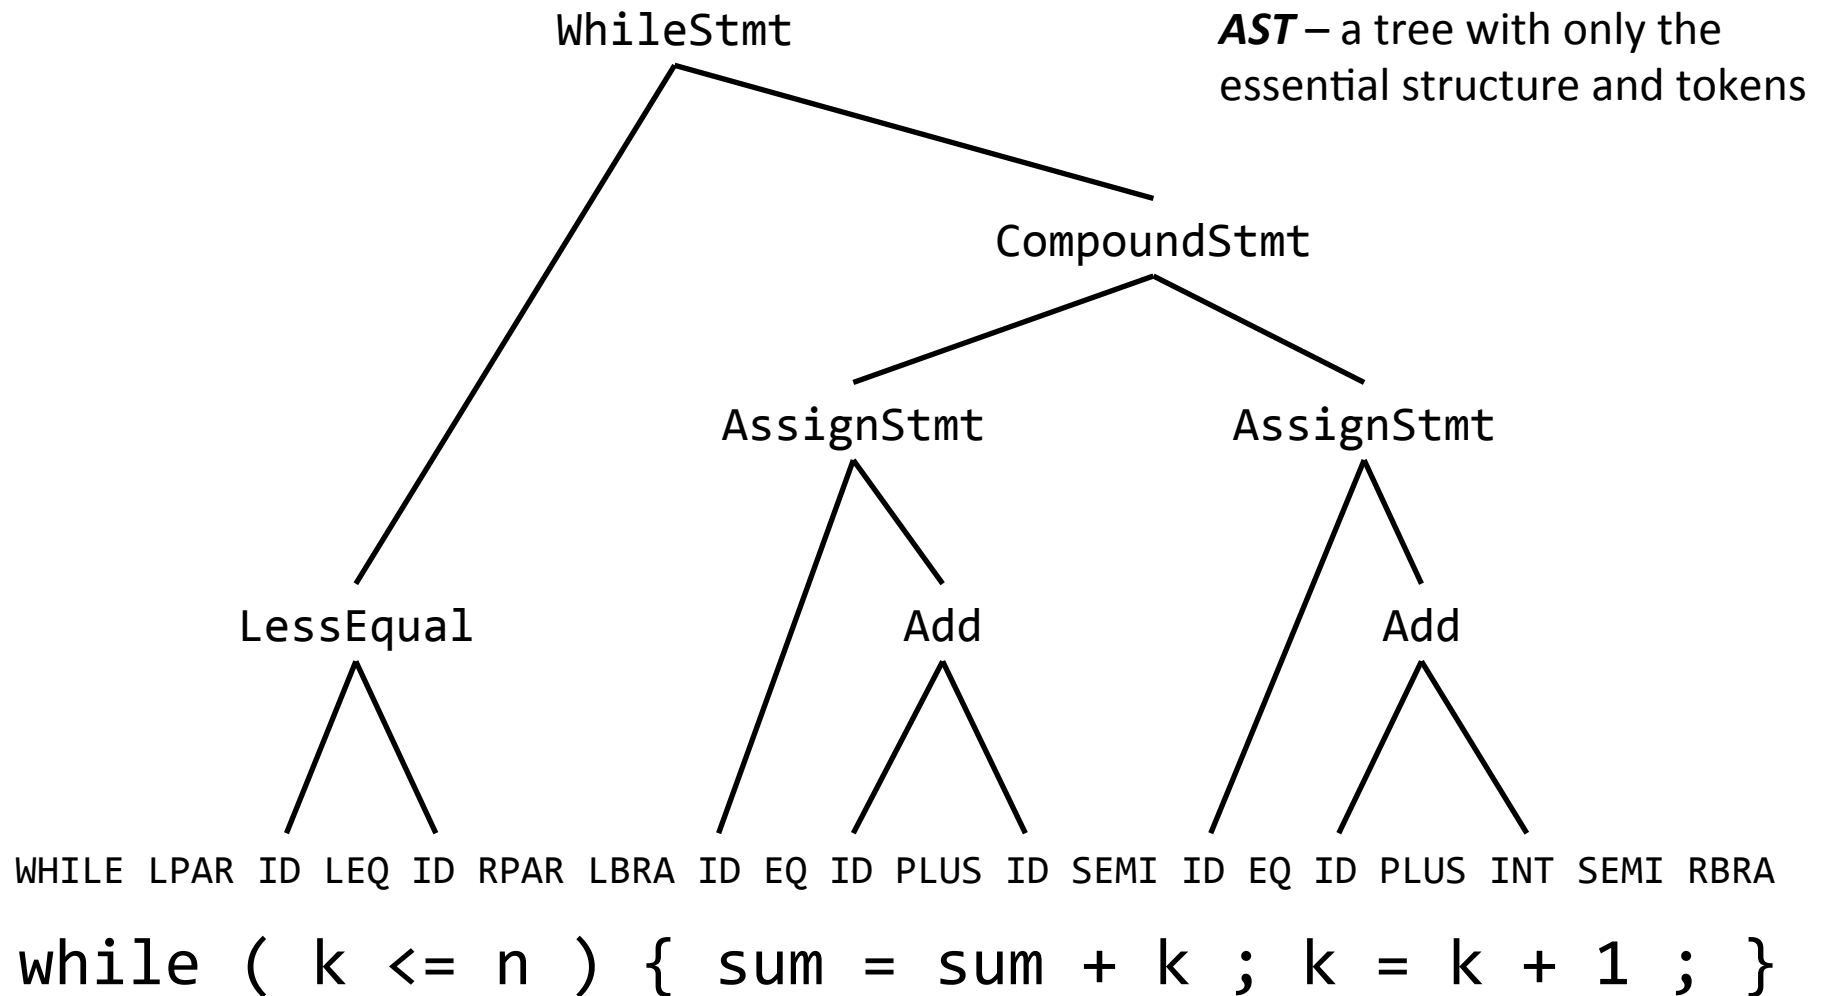 WhileStmt
AST – a tree with only the
essential structure and tokens
CompoundStmt
AssignStmt AssignStmt
LessEqual Add Add
WHILE LPAR ID LEQ ID RPAR LBRA ID EQ ID PLUS ID SEMI ID EQ ID PLUS INT SEMI RBRA
while ( k <= n ) { sum = sum + k ; k = k + 1 ; }